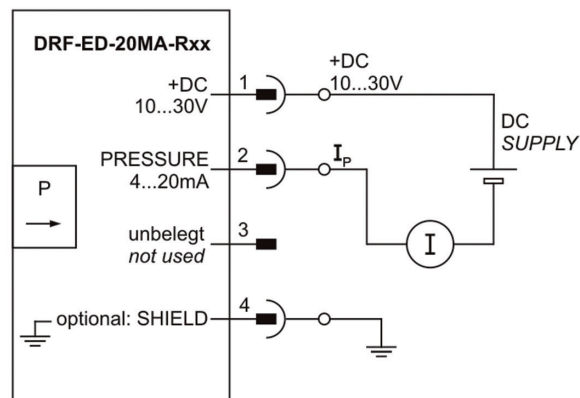 DRF-ED-20MA-Rxx
+DC
10...30V
1
+DC
10...30V
DC
SUPPLY
PRESSURE
4...20mA
2
IP
P
unbelegt
not used
3
I
optional: SHIELD
4